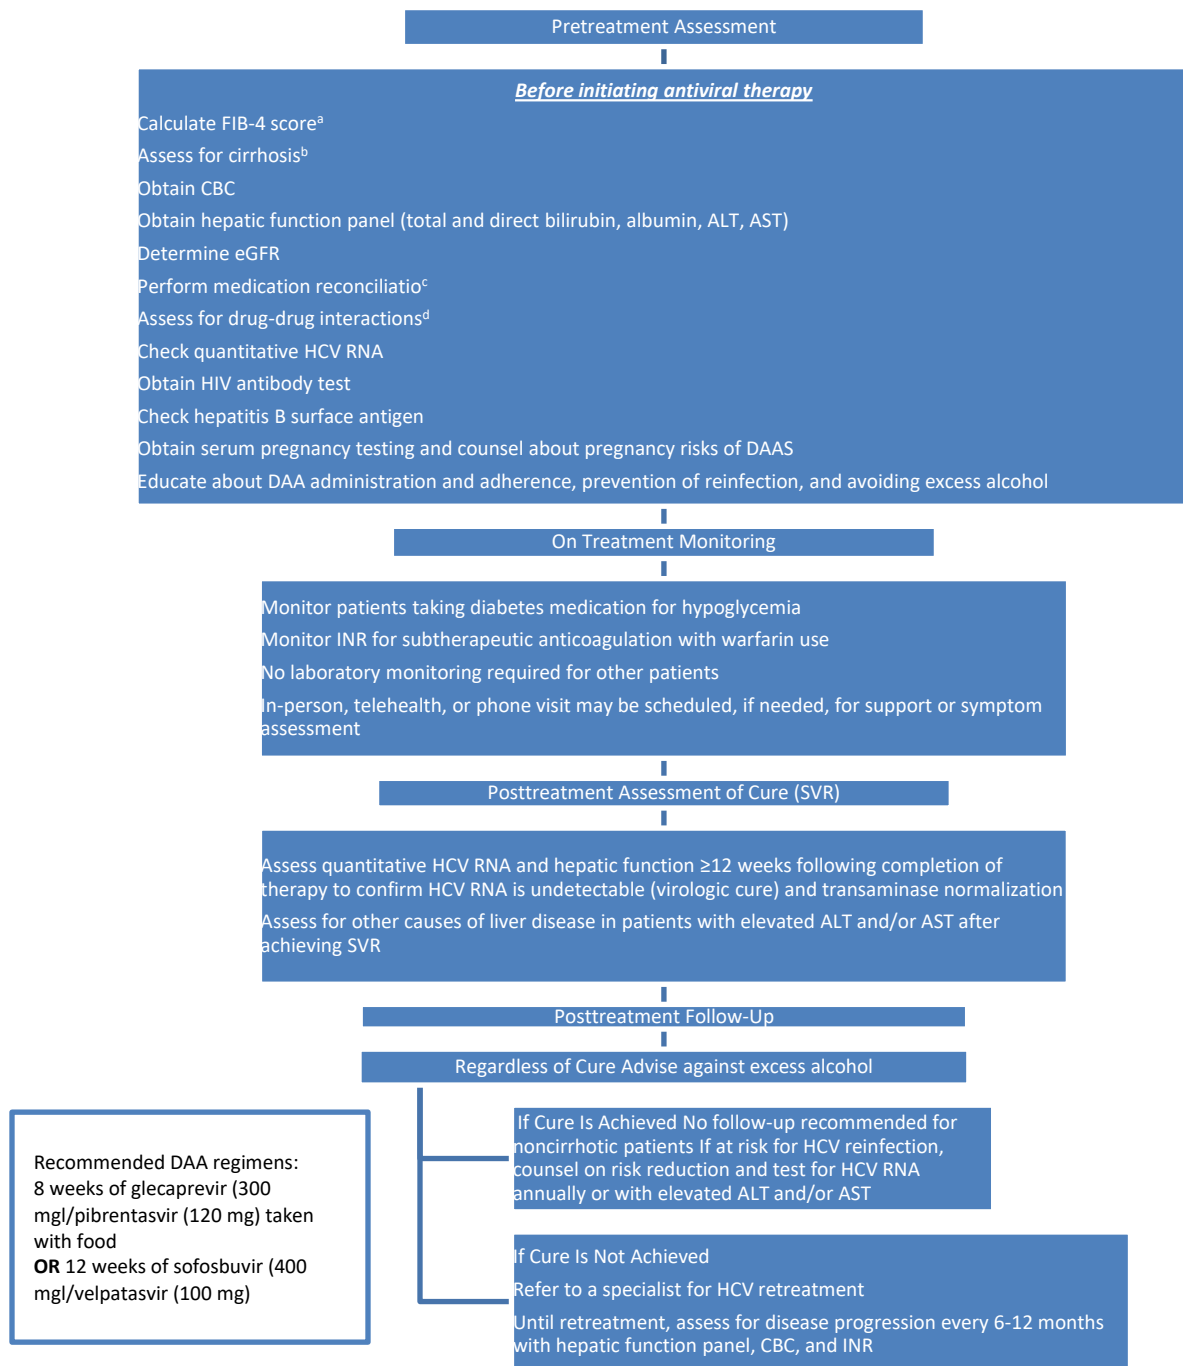 Pretreatment Assessment
Before initiating antiviral therapy
Calculate FIB-4 scoreᵃ
Assess for cirrhosisᵇ
Obtain CBC
Obtain hepatic function panel (total and direct bilirubin, albumin, ALT, AST)
Determine eGFR
Perform medication reconciliatioᶜ
Assess for drug-drug interactionsᵈ
Check quantitative HCV RNA
Obtain HIV antibody test
Check hepatitis B surface antigen
Obtain serum pregnancy testing and counsel about pregnancy risks of DAAS
Educate about DAA administration and adherence, prevention of reinfection, and avoiding excess alcohol
On Treatment Monitoring
Monitor patients taking diabetes medication for hypoglycemia
Monitor INR for subtherapeutic anticoagulation with warfarin use
No laboratory monitoring required for other patients
In-person, telehealth, or phone visit may be scheduled, if needed, for support or symptom
assessment
Posttreatment Assessment of Cure (SVR)
Assess quantitative HCV RNA and hepatic function ≥12 weeks following completion of
therapy to confirm HCV RNA is undetectable (virologic cure) and transaminase normalization
Assess for other causes of liver disease in patients with elevated ALT and/or AST after
achieving SVR
Posttreatment Follow-Up
Regardless of Cure Advise against excess alcohol
If Cure Is Achieved No follow-up recommended for
noncirrhotic patients If at risk for HCV reinfection,
counsel on risk reduction and test for HCV RNA
annually or with elevated ALT and/or AST
If Cure Is Not Achieved
Refer to a specialist for HCV retreatment
Until retreatment, assess for disease progression every 6-12 months
with hepatic function panel, CBC, and INR
Recommended DAA regimens:
8 weeks of glecaprevir (300
mgl/pibrentasvir (120 mg) taken
with food
OR 12 weeks of sofosbuvir (400
mgl/velpatasvir (100 mg)